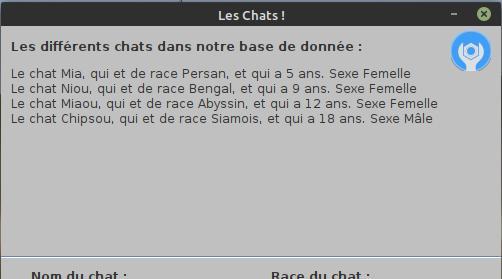 Les Chats !
Les différents chats dans notre base de donnée :
Le chat Mia, qui et de race Persan, et qui a 5 ans. Sexe Femelle
Le chat Niou, qui et de race Bengal, et qui a 9 ans. Sexe Femelle
Le chat Miaou, qui et de race Abyssin, et qui a 12 ans. Sexe Femelle
Le chat Chipsou, qui et de race Siamois, et qui a 18 ans. Sexe Mâle
Nom du chat : Race du chat :